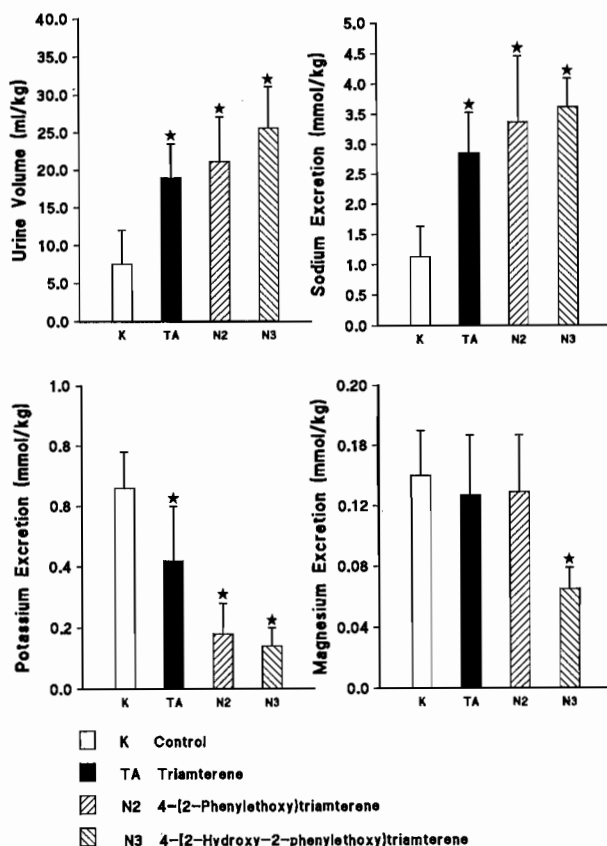 Urine Volume (ml/kg)
40.0
35.0
30.0
25.0
20.0
15.0
10.0
5.0
0.0
K TA N2 N3
Sodium Excretion (mmol/kg)
5.0
4.5
4.0
3.5
3.0
2.5
2.0
1.5
1.0
0.5
0.0
K TA N2 N3
Potassium Excretion (mmol/kg)
1.0
0.8
0.6
0.4
0.2
0.0
K TA N2 N3
Magnesium Excretion (mmol/kg)
0.20
0.16
0.12
0.08
0.04
0.0
K TA N2 N3
K Control
TA Triamterene
N2 4-(2-Phenylethoxy)triamterene
N3 4-(2-Hydroxy-2-phenylethoxy)triamterene